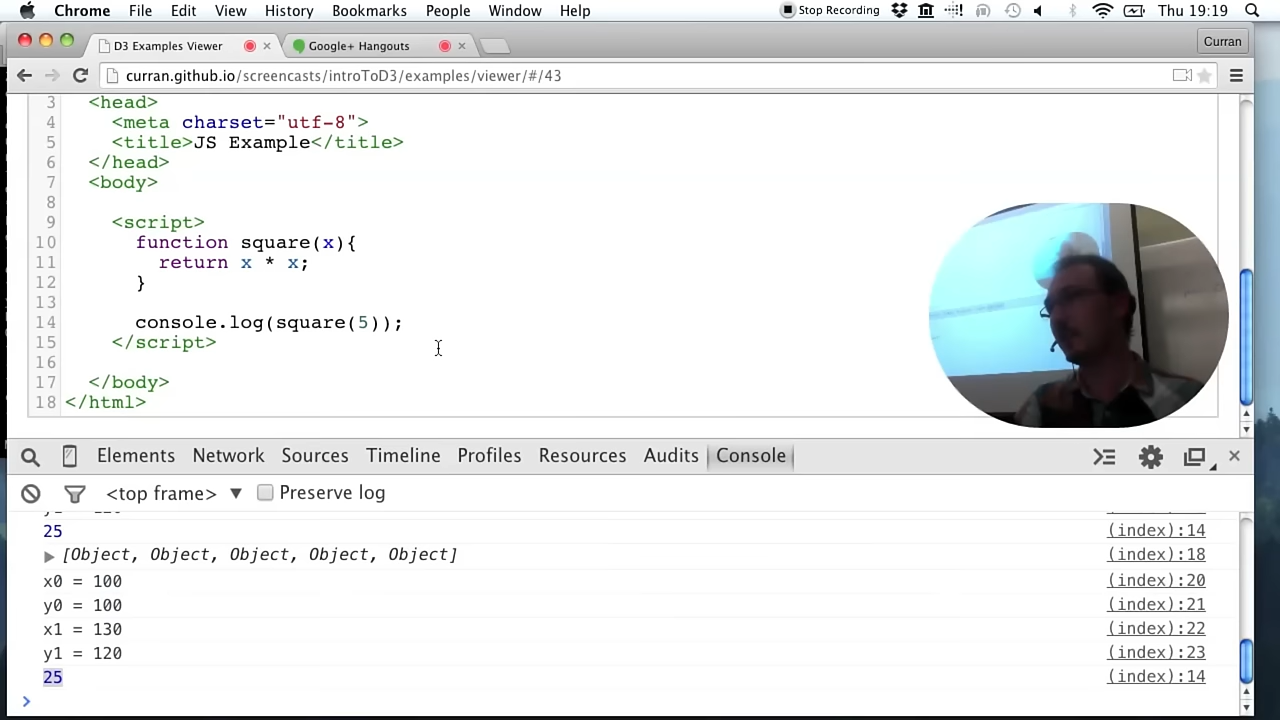 Chrome File Edit View History Bookmarks People Window Help Stop Recording Thu 19:19
D3 Examples Viewer × Google+ Hangouts × Curran
curran.github.io/screencasts/introToD3/examples/viewer/#/43
3 <head>
4 <meta charset="utf-8">
5 <title>JS Example</title>
6 </head>
7 <body>
8
9 <script>
10 function square(x){
11 return x * x;
12 }
13
14 console.log(square(5));
15 </script>
16
17 </body>
18 </html>
Elements Network Sources Timeline Profiles Resources Audits Console
<top frame> ▼ Preserve log
25 (index):14
▶ [Object, Object, Object, Object, Object] (index):18
x0 = 100 (index):20
y0 = 100 (index):21
x1 = 130 (index):22
y1 = 120 (index):23
25 (index):14
>